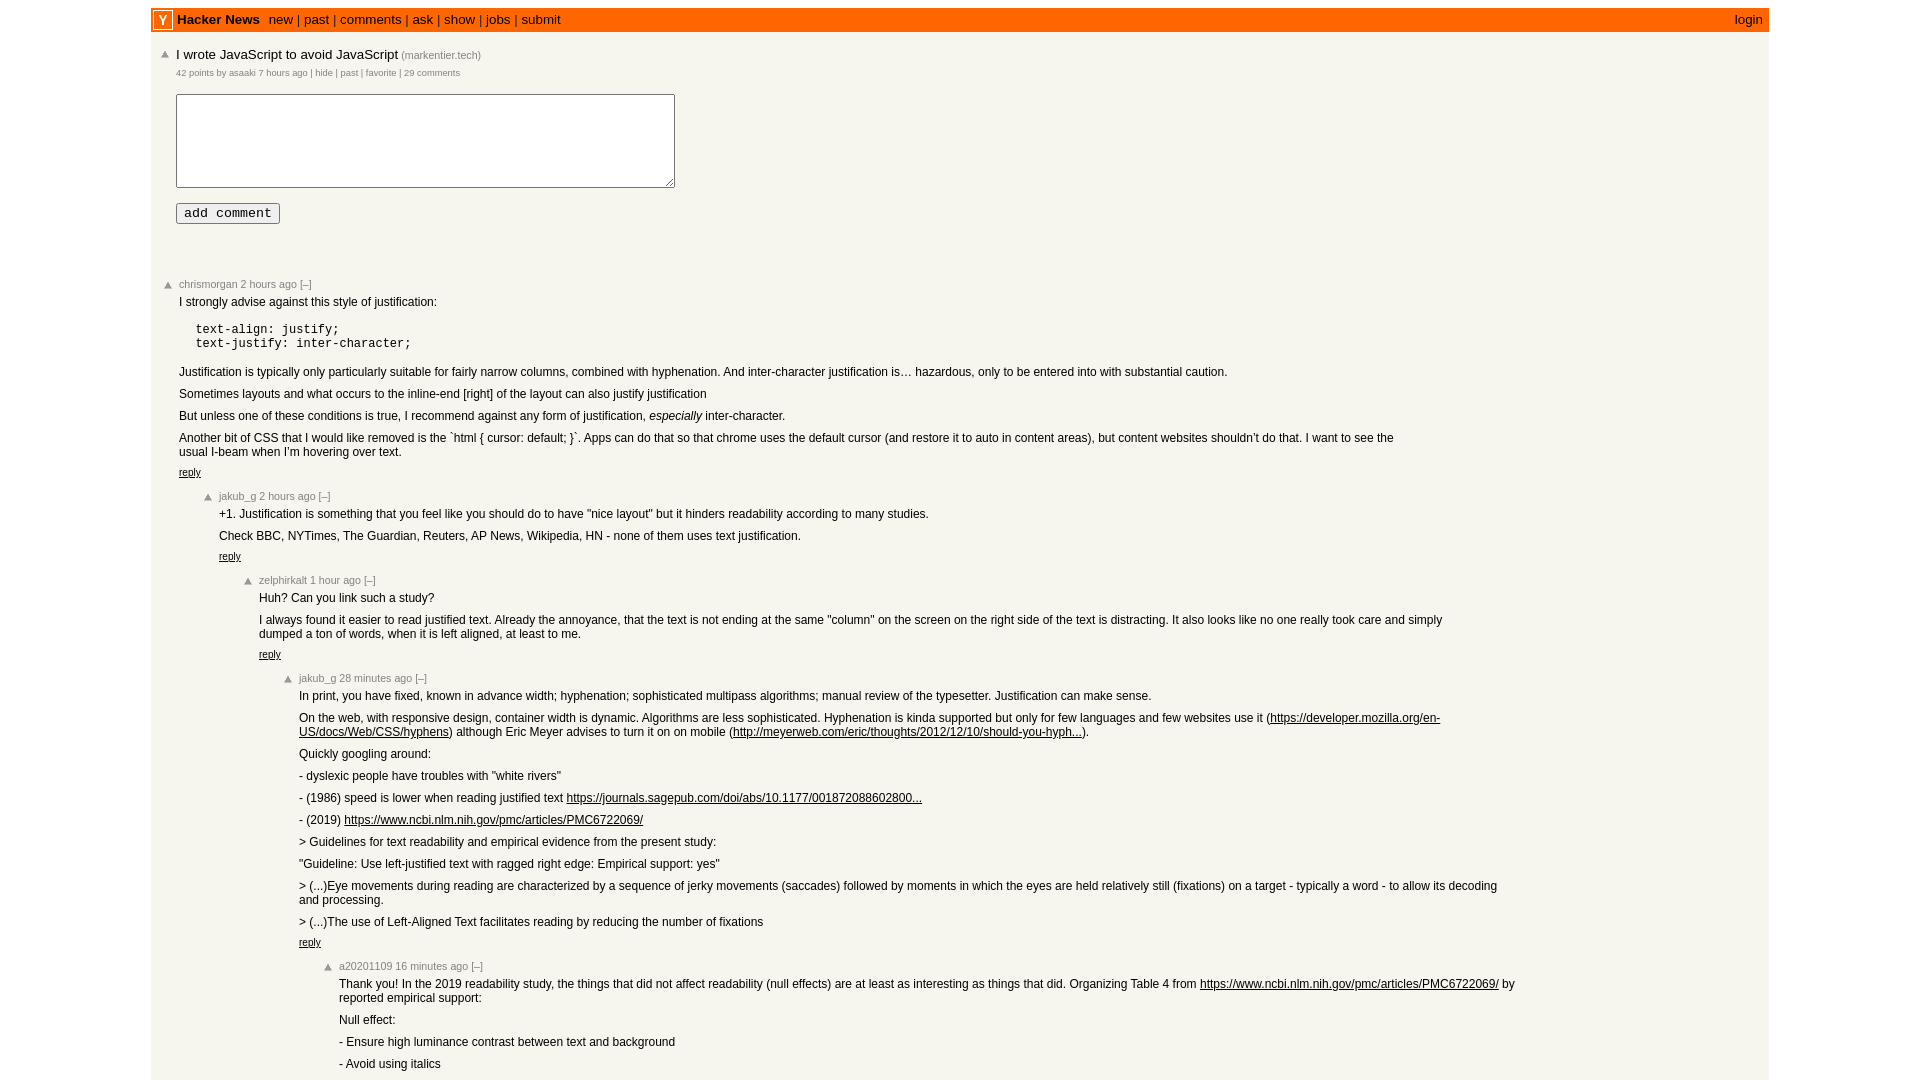 Y Hacker News new | past | comments | ask | show | jobs | submit login
I wrote JavaScript to avoid JavaScript (markentier.tech)
42 points by asaaki 7 hours ago | hide | past | favorite | 29 comments
add comment
chrismorgan 2 hours ago [–]
I strongly advise against this style of justification:
text-align: justify;
text-justify: inter-character;
Justification is typically only particularly suitable for fairly narrow columns, combined with hyphenation. And inter-character justification is… hazardous, only to be entered into with substantial caution.
Sometimes layouts and what occurs to the inline-end [right] of the layout can also justify justification
But unless one of these conditions is true, I recommend against any form of justification, especially inter-character.
Another bit of CSS that I would like removed is the `html { cursor: default; }`. Apps can do that so that chrome uses the default cursor (and restore it to auto in content areas), but content websites shouldn’t do that. I want to see the
usual I-beam when I’m hovering over text.
reply
jakub_g 2 hours ago [–]
+1. Justification is something that you feel like you should do to have "nice layout" but it hinders readability according to many studies.
Check BBC, NYTimes, The Guardian, Reuters, AP News, Wikipedia, HN - none of them uses text justification.
reply
zelphirkalt 1 hour ago [–]
Huh? Can you link such a study?
I always found it easier to read justified text. Already the annoyance, that the text is not ending at the same "column" on the screen on the right side of the text is distracting. It also looks like no one really took care and simply
dumped a ton of words, when it is left aligned, at least to me.
reply
jakub_g 28 minutes ago [–]
In print, you have fixed, known in advance width; hyphenation; sophisticated multipass algorithms; manual review of the typesetter. Justification can make sense.
On the web, with responsive design, container width is dynamic. Algorithms are less sophisticated. Hyphenation is kinda supported but only for few languages and few websites use it (https://developer.mozilla.org/en-
US/docs/Web/CSS/hyphens) although Eric Meyer advises to turn it on on mobile (http://meyerweb.com/eric/thoughts/2012/12/10/should-you-hyph...).
Quickly googling around:
- dyslexic people have troubles with "white rivers"
- (1986) speed is lower when reading justified text https://journals.sagepub.com/doi/abs/10.1177/001872088602800...
- (2019) https://www.ncbi.nlm.nih.gov/pmc/articles/PMC6722069/
> Guidelines for text readability and empirical evidence from the present study:
"Guideline: Use left-justified text with ragged right edge: Empirical support: yes"
> (...)Eye movements during reading are characterized by a sequence of jerky movements (saccades) followed by moments in which the eyes are held relatively still (fixations) on a target - typically a word - to allow its decoding
and processing.
> (...)The use of Left-Aligned Text facilitates reading by reducing the number of fixations
reply
a20201109 16 minutes ago [–]
Thank you! In the 2019 readability study, the things that did not affect readability (null effects) are at least as interesting as things that did. Organizing Table 4 from https://www.ncbi.nlm.nih.gov/pmc/articles/PMC6722069/ by
reported empirical support:
Null effect:
- Ensure high luminance contrast between text and background
- Avoid using italics